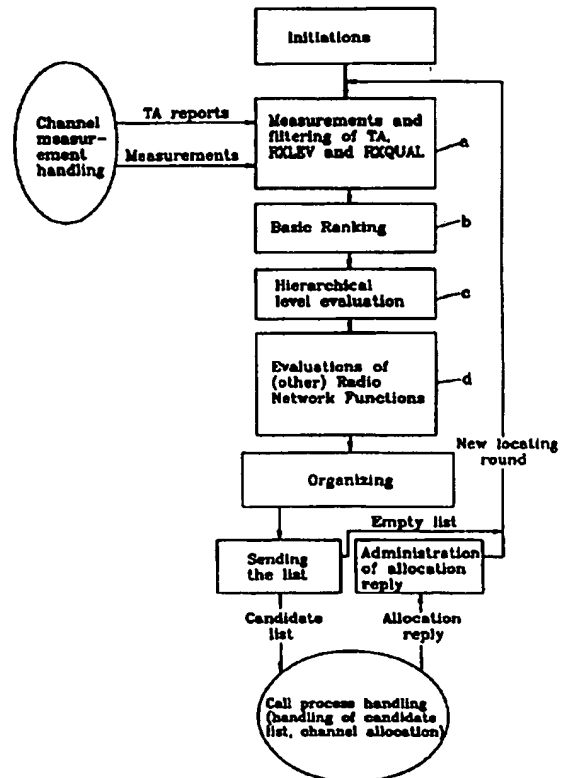 Initiations
TA reports
Channel
measur-
ement
handling
Measurements
Measurements and
filtering of TA,
RXLEV and RXQUAL
a
Basic Ranking
b
Hierarchical
level evaluation
c
Evaluations of
(other) Radio
Network Functions
d
New locating
round
Organizing
Empty list
Sending
the list
Administration
of allocation
reply
Candidate
list
Allocation
reply
Call process handling
(handling of candidate
list, channel allocation)